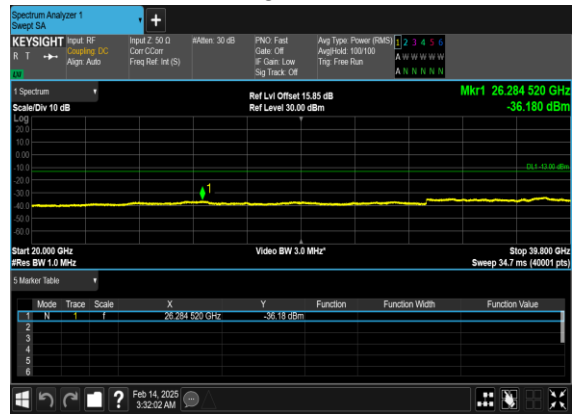 Spectrum Analyzer 1
Swept SA
+
KEYSIGHT Input: RF Input Z: 50 Ω #Atten: 30 dB PNO: Fast Avg Type: Power (RMS) 1 2 3 4 5 6
R T Coupling: DC Corr CCorr Gate: Off Avg|Hold: 100/100 A W W W W W
Align: Auto Freq Ref: Int (S) IF Gain: Low Trig: Free Run
Sig Track: Off A N N N N N
1 Spectrum Ref Lvl Offset 15.85 dB Mkr1 26.284 520 GHz
Scale/Div 10 dB Ref Level 30.00 dBm -36.180 dBm
Log
20.0
10.00
0.00
-10.0 DL1 -13.00 dBm
-20.0
-30.0 1
-40.0
-50.0
-60.0
Start 20.000 GHz Video BW 3.0 MHz* Stop 39.800 GHz
#Res BW 1.0 MHz Sweep 34.7 ms (40001 pts)
5 Marker Table
Mode Trace Scale X Y Function Function Width Function Value
1 N 1 f 26.284 520 GHz -36.18 dBm
2
3
4
5
6
? Feb 14, 2025
3:32:02 AM